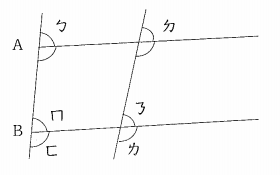 ㄅ ㄉ
A
ㄇ ㄋ
B
ㄈ ㄌ